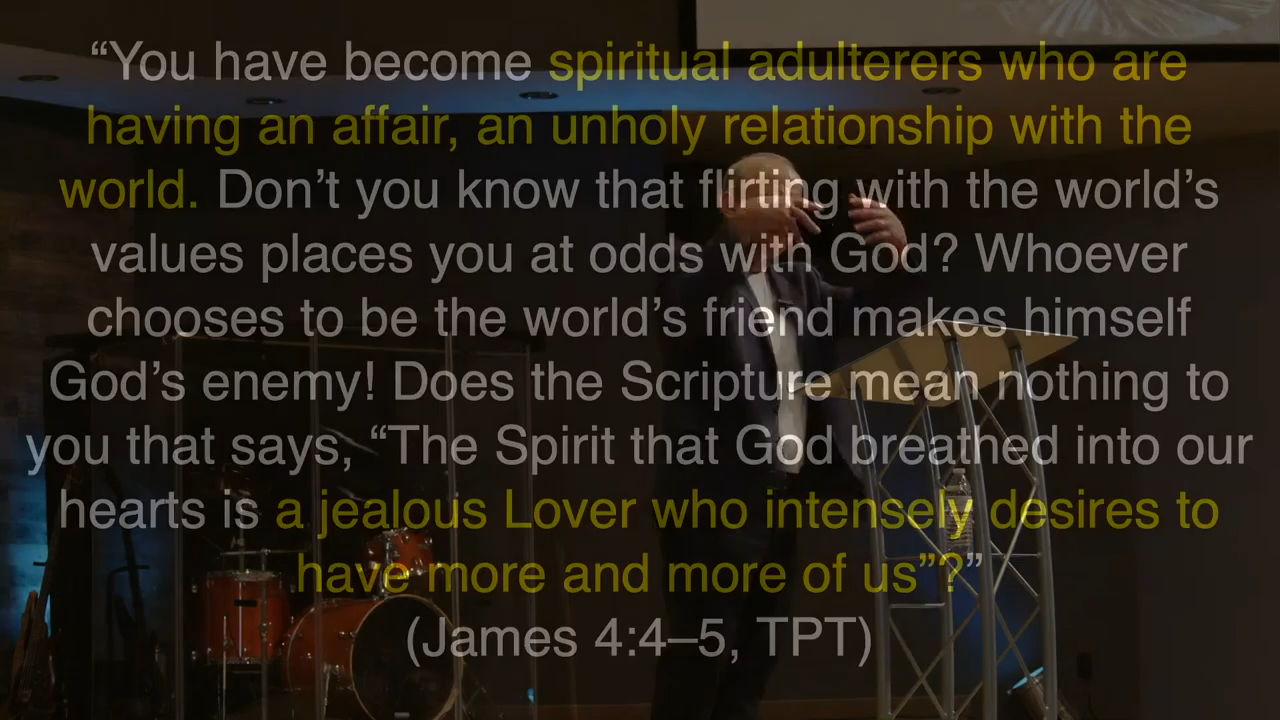 “You have become spiritual adulterers who are
having an affair, an unholy relationship with the
world. Don’t you know that flirting with the world’s
values places you at odds with God? Whoever
chooses to be the world’s friend makes himself
God’s enemy! Does the Scripture mean nothing to
you that says, “The Spirit that God breathed into our
hearts is a jealous Lover who intensely desires to
have more and more of us”?”
(James 4:4–5, TPT)